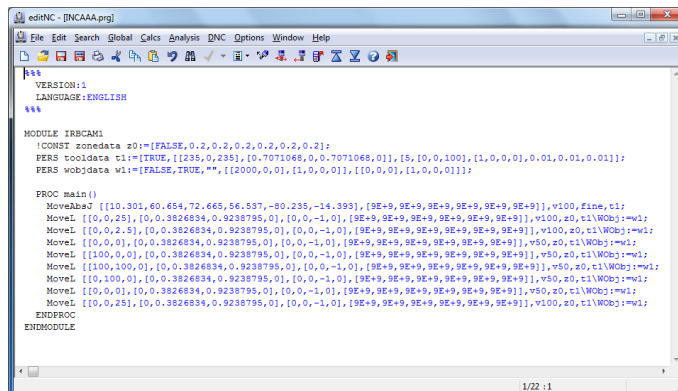 editNC - [INCAAA.prg]
File Edit Search Global Calcs Analysis DNC Options Window Help
%%%
VERSION:1
LANGUAGE:ENGLISH
%%%
MODULE IRBCAM1
!CONST zonedata z0:=[FALSE,0.2,0.2,0.2,0.2,0.2,0.2];
PERS tooldata t1:=[TRUE,[[235,0,235],[0.7071068,0,0.7071068,0]],[5,[0,0,100],[1,0,0,0],0.01,0.01,0.01]];
PERS wobjdata w1:=[FALSE,TRUE,"",[[2000,0,0],[1,0,0,0]],[[0,0,0],[1,0,0,0]]];
PROC main()
MoveAbsJ [[10.301,60.654,72.665,56.537,-80.235,-14.393],[9E+9,9E+9,9E+9,9E+9,9E+9,9E+9]],v100,fine,t1;
MoveL [[0,0,25],[0,0.3826834,0.9238795,0],[0,0,-1,0],[9E+9,9E+9,9E+9,9E+9,9E+9,9E+9]],v100,z0,t1\WObj:=w1;
MoveL [[0,0,2.5],[0,0.3826834,0.9238795,0],[0,0,-1,0],[9E+9,9E+9,9E+9,9E+9,9E+9,9E+9]],v100,z0,t1\WObj:=w1;
MoveL [[0,0,0],[0,0.3826834,0.9238795,0],[0,0,-1,0],[9E+9,9E+9,9E+9,9E+9,9E+9,9E+9]],v50,z0,t1\WObj:=w1;
MoveL [[100,0,0],[0,0.3826834,0.9238795,0],[0,0,-1,0],[9E+9,9E+9,9E+9,9E+9,9E+9,9E+9]],v50,z0,t1\WObj:=w1;
MoveL [[100,100,0],[0,0.3826834,0.9238795,0],[0,0,-1,0],[9E+9,9E+9,9E+9,9E+9,9E+9,9E+9]],v50,z0,t1\WObj:=w1;
MoveL [[0,100,0],[0,0.3826834,0.9238795,0],[0,0,-1,0],[9E+9,9E+9,9E+9,9E+9,9E+9,9E+9]],v50,z0,t1\WObj:=w1;
MoveL [[0,0,0],[0,0.3826834,0.9238795,0],[0,0,-1,0],[9E+9,9E+9,9E+9,9E+9,9E+9,9E+9]],v50,z0,t1\WObj:=w1;
MoveL [[0,0,25],[0,0.3826834,0.9238795,0],[0,0,-1,0],[9E+9,9E+9,9E+9,9E+9,9E+9,9E+9]],v100,z0,t1\WObj:=w1;
ENDPROC
ENDMODULE
1/22 :1